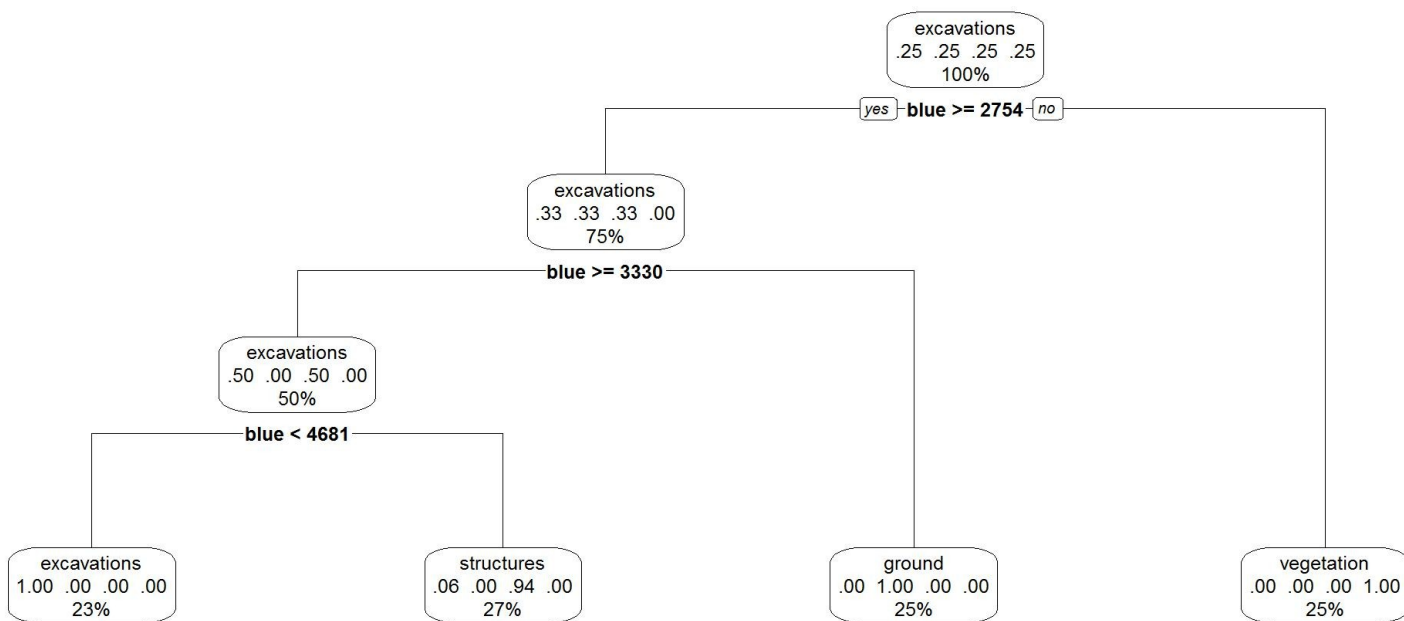 excavations
.25 .25 .25 .25
100%
yes blue >= 2754 no
excavations
.33 .33 .33 .00
75%
blue >= 3330
excavations
.50 .00 .50 .00
50%
blue < 4681
excavations
1.00 .00 .00 .00
23%
structures
.06 .00 .94 .00
27%
ground
.00 1.00 .00 .00
25%
vegetation
.00 .00 .00 1.00
25%